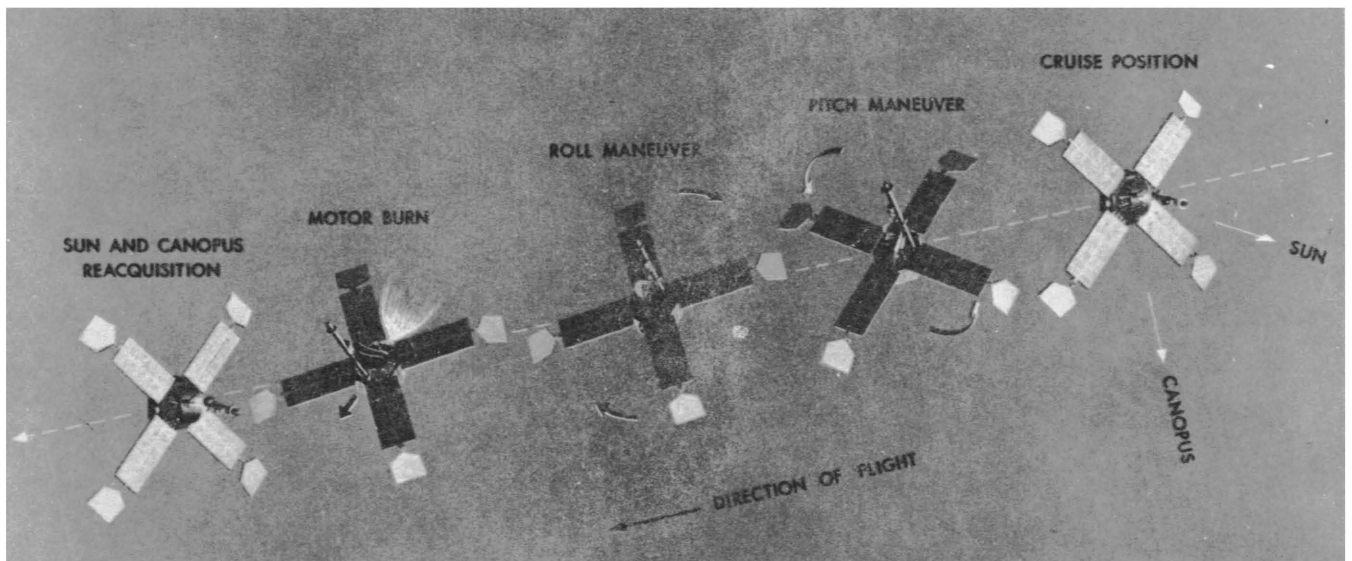 CRUISE POSITION
PITCH MANEUVER
ROLL MANEUVER
MOTOR BURN
SUN AND CANOPUS
REACQUISITION
SUN
CANOPUS
DIRECTION OF FLIGHT